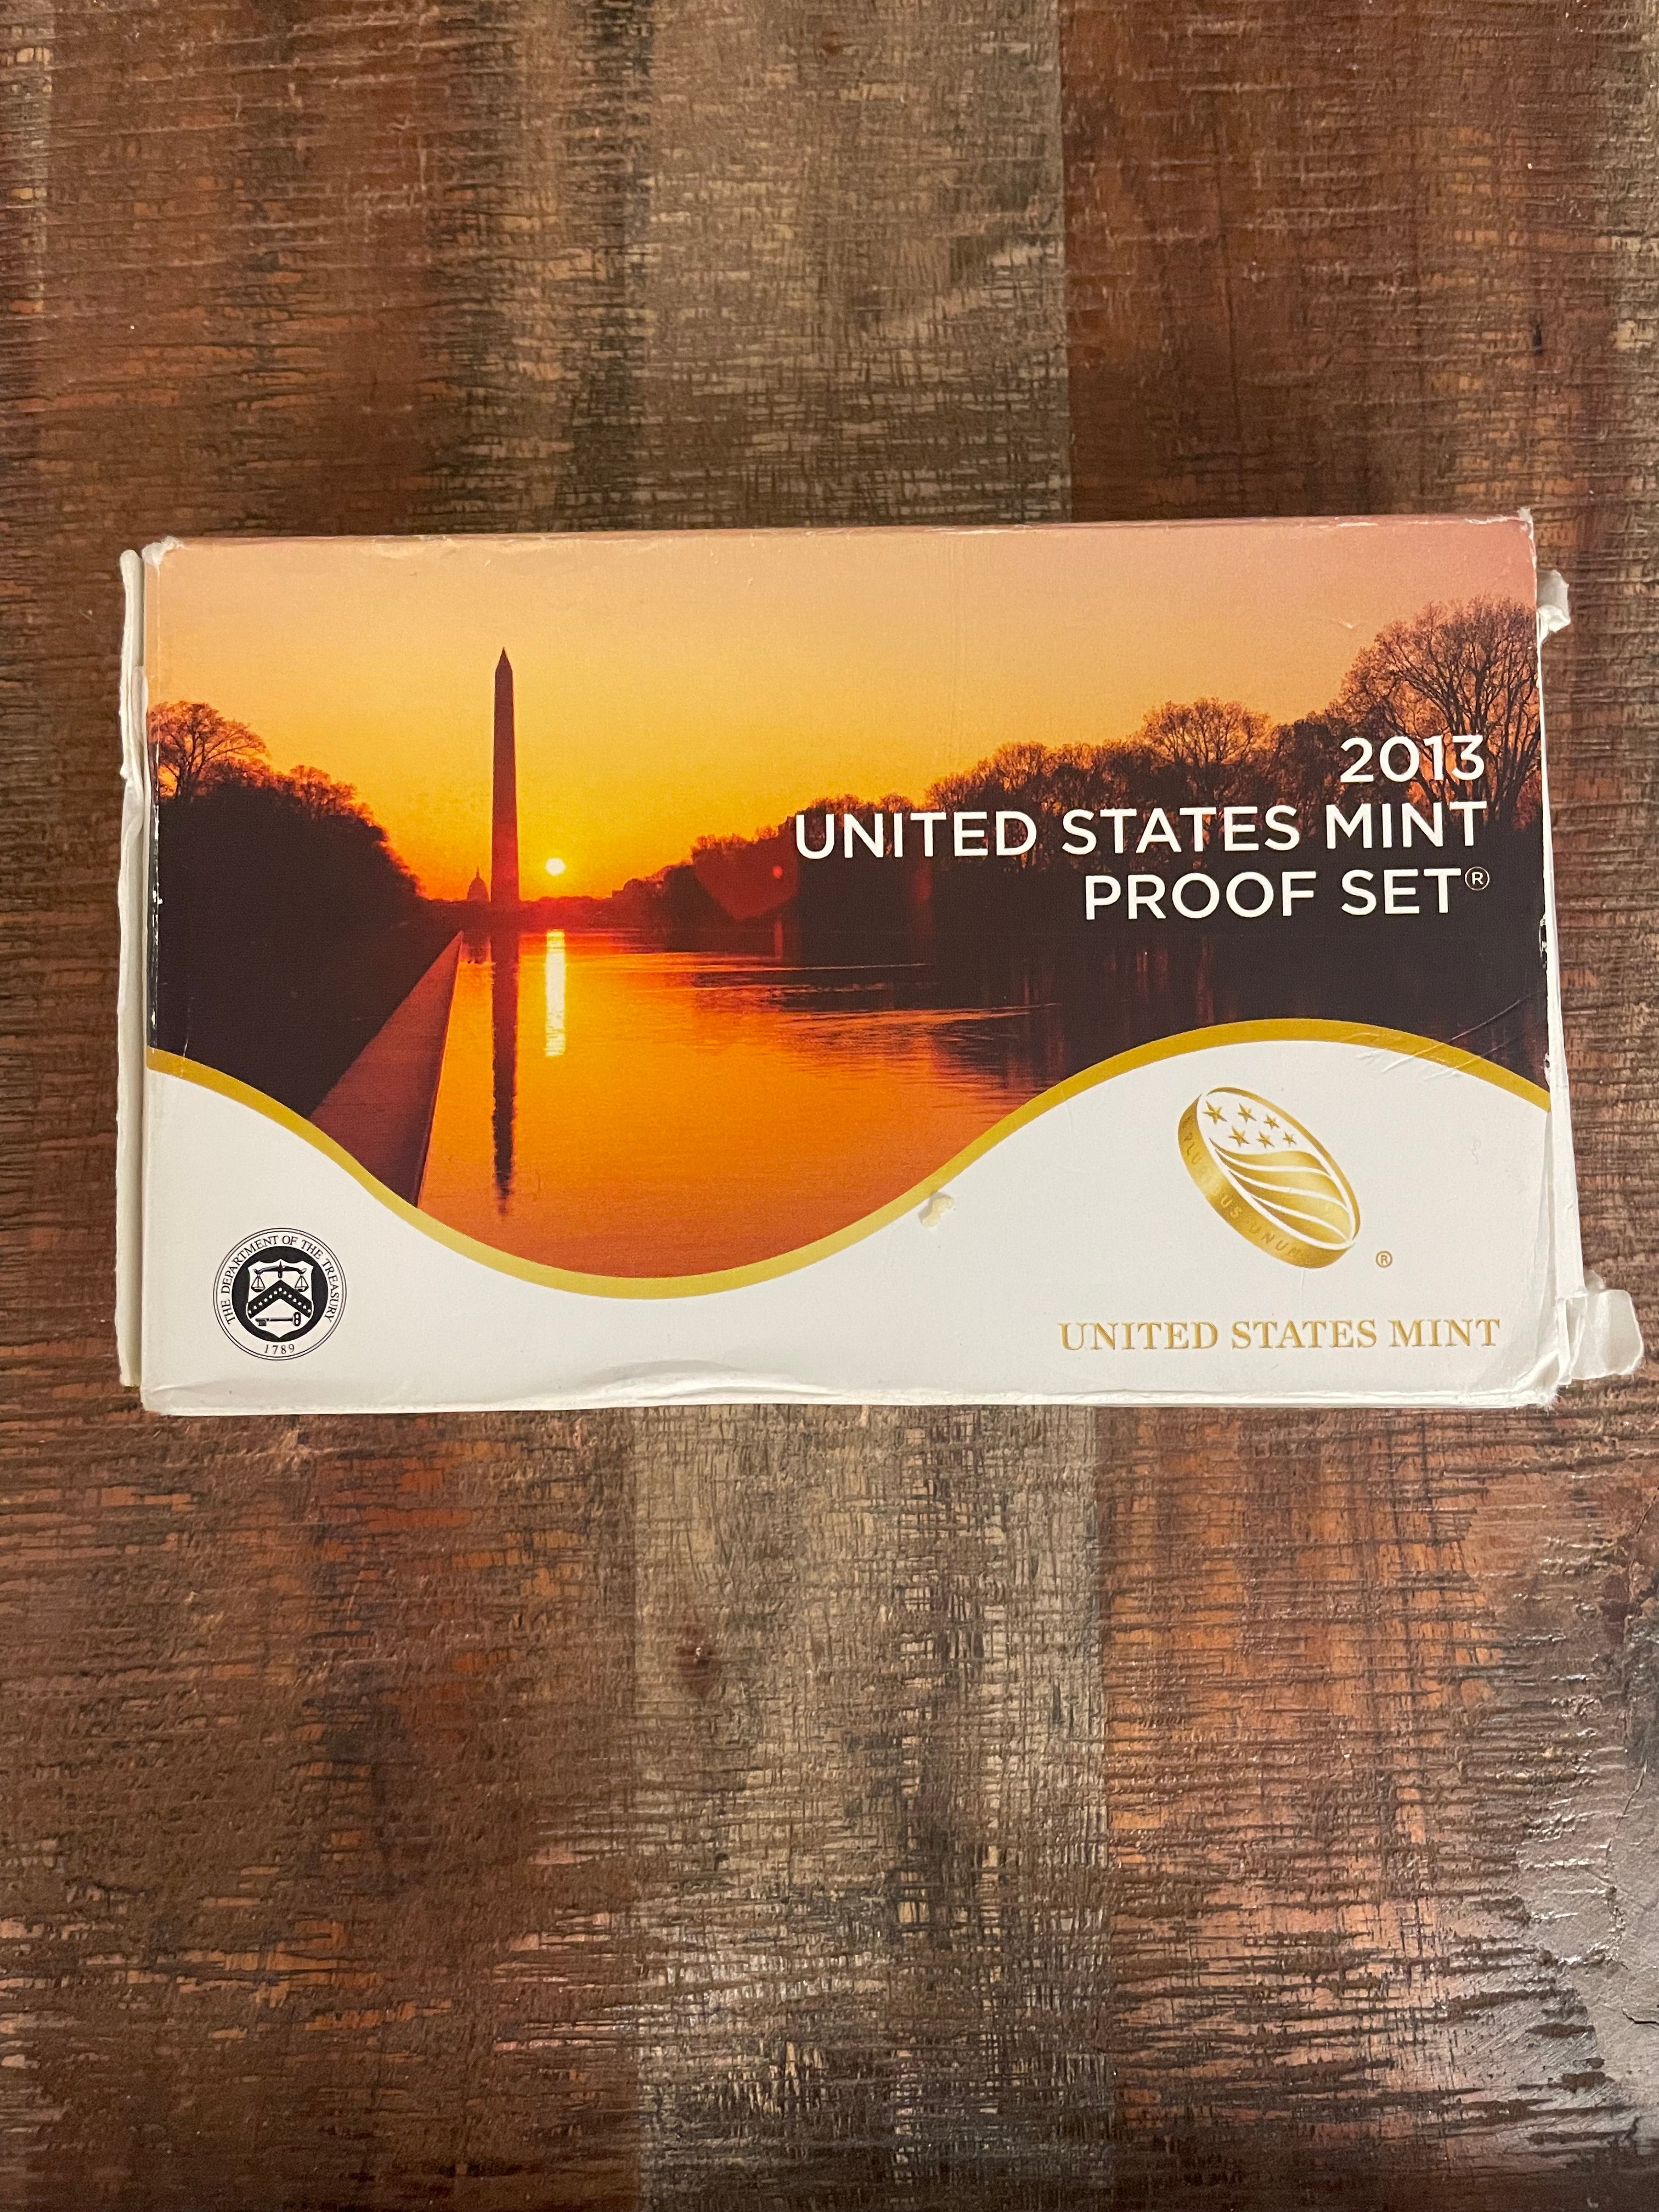 2013
UNITED STATES MINT
PROOF SET®
THE DEPARTMENT OF THE TREASURY
1789
®
UNITED STATES MINT